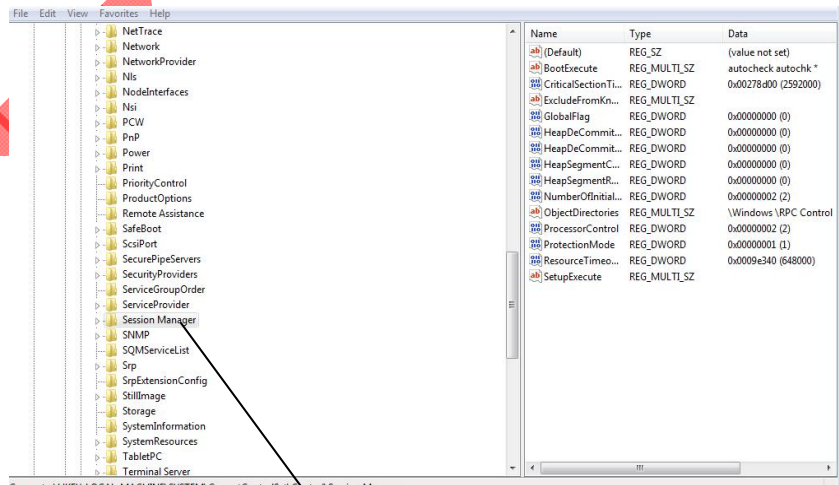 File Edit View Favorites Help
NetTrace
Network
NetworkProvider
Nls
NodeInterfaces
Nsi
PCW
PnP
Power
Print
PriorityControl
ProductOptions
Remote Assistance
SafeBoot
ScsiPort
SecurePipeServers
SecurityProviders
ServiceGroupOrder
ServiceProvider
Session Manager
SNMP
SQMServiceList
Srp
SrpExtensionConfig
StillImage
Storage
SystemInformation
SystemResources
TabletPC
Terminal Server
Name Type Data
(Default) REG_SZ (value not set)
BootExecute REG_MULTI_SZ autocheck autochk *
CriticalSectionTi... REG_DWORD 0x00278d00 (2592000)
ExcludeFromKn... REG_MULTI_SZ
GlobalFlag REG_DWORD 0x00000000 (0)
HeapDeCommit... REG_DWORD 0x00000000 (0)
HeapDeCommit... REG_DWORD 0x00000000 (0)
HeapSegmentC... REG_DWORD 0x00000000 (0)
HeapSegmentR... REG_DWORD 0x00000000 (0)
NumberOfInitial... REG_DWORD 0x00000002 (2)
ObjectDirectories REG_MULTI_SZ \Windows \RPC Control
ProcessorControl REG_DWORD 0x00000002 (2)
ProtectionMode REG_DWORD 0x00000001 (1)
ResourceTimeo... REG_DWORD 0x0009e340 (648000)
SetupExecute REG_MULTI_SZ